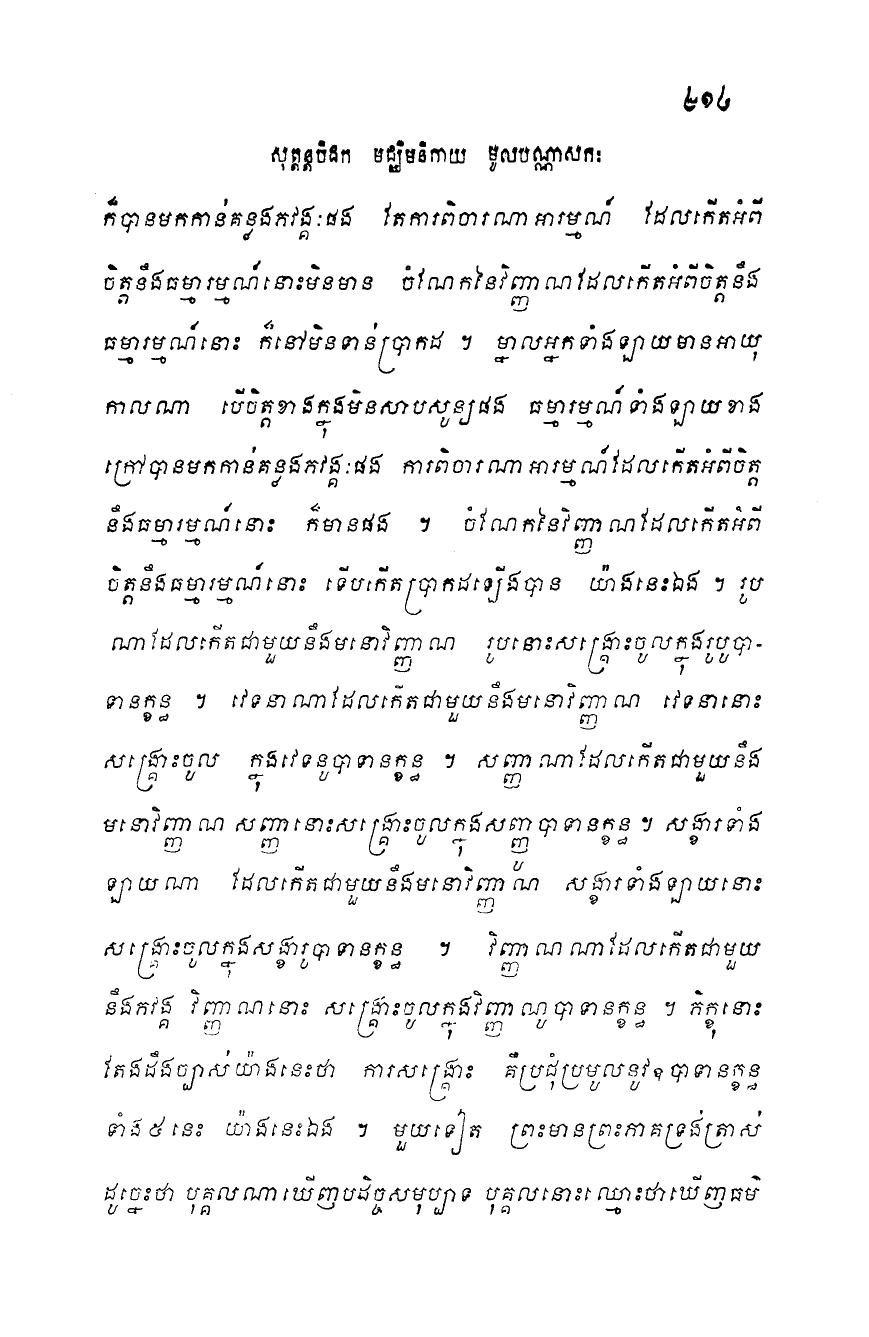 ៤១៤
សុត្តន្តបិដក មជ្ឈិមនិកាយ មូលបណ្ណាសកៈ
ក៏បានមកកាន់គន្លងភវង្គៈផង តែការពិចារណាអារម្មណ៍ ដែលកើតអំពី
ចិត្តនឹងធម្មារម្មណ៍នោះមិនមាន ចំណែកនៃវិញ្ញាណដែលកើតអំពីចិត្តនឹង
ធម្មារម្មណ៍នោះ ក៏នៅមិនទាន់ប្រាកដ ។ ម្នាលអ្នកទាំងឡាយមានអាយុ
កាលណា បើចិត្តខាងក្នុងមិនសាបសូន្យផង ធម្មារម្មណ៍ទាំងឡាយខាង
ក្រៅបានមកកាន់គន្លងភវង្គៈផង ការពិចារណាអារម្មណ៍ដែលកើតអំពីចិត្ត
នឹងធម្មារម្មណ៍នោះ ក៏មានផង ។ ចំណែកនៃវិញ្ញាណដែលកើតអំពី
ចិត្តនឹងធម្មារម្មណ៍នោះ ទើបកើតប្រាកដឡើងបាន យ៉ាងនេះឯង ។ រូប
ណាដែលកើតជាមួយនឹងមនោវិញ្ញាណ រូបនោះសង្គ្រោះចូលក្នុងរូបូបា-
ទានក្ខន្ធ ។ វេទនាណាដែលកើតជាមួយនឹងមនោវិញ្ញាណ វេទនានោះ
សង្គ្រោះចូល ក្នុងវេទនូបាទានក្ខន្ធ ។ សញ្ញាណាដែលកើតជាមួយនឹង
មនោវិញ្ញាណ សញ្ញានោះសង្គ្រោះចូលក្នុងសញ្ញូបាទានក្ខន្ធ ។ សង្ខារទាំង
ឡាយណា ដែលកើតជាមួយនឹងមនោវិញ្ញាណ សង្ខារទាំងឡាយនោះ
សង្គ្រោះចូលក្នុងសង្ខារូបាទានក្ខន្ធ ។ វិញ្ញាណណាដែលកើតជាមួយ
នឹងភវង្គ វិញ្ញាណនោះ សង្គ្រោះចូលក្នុងវិញ្ញាណូបាទានក្ខន្ធ ។ ភិក្ខុនោះ
តែងដឹងច្បាស់យ៉ាងនេះថា ការសង្គ្រោះ គឺប្រជុំប្រមូលនូវឧបាទានក្ខន្ធ
ទាំង៥នេះ យ៉ាងនេះឯង ។ មួយទៀត ព្រះមានព្រះភាគទ្រង់ត្រាស់
ដូច្នេះថា បុគ្គលណាឃើញបដិច្ចសមុប្បាទ បុគ្គលនោះឈ្មោះថាឃើញធម៌